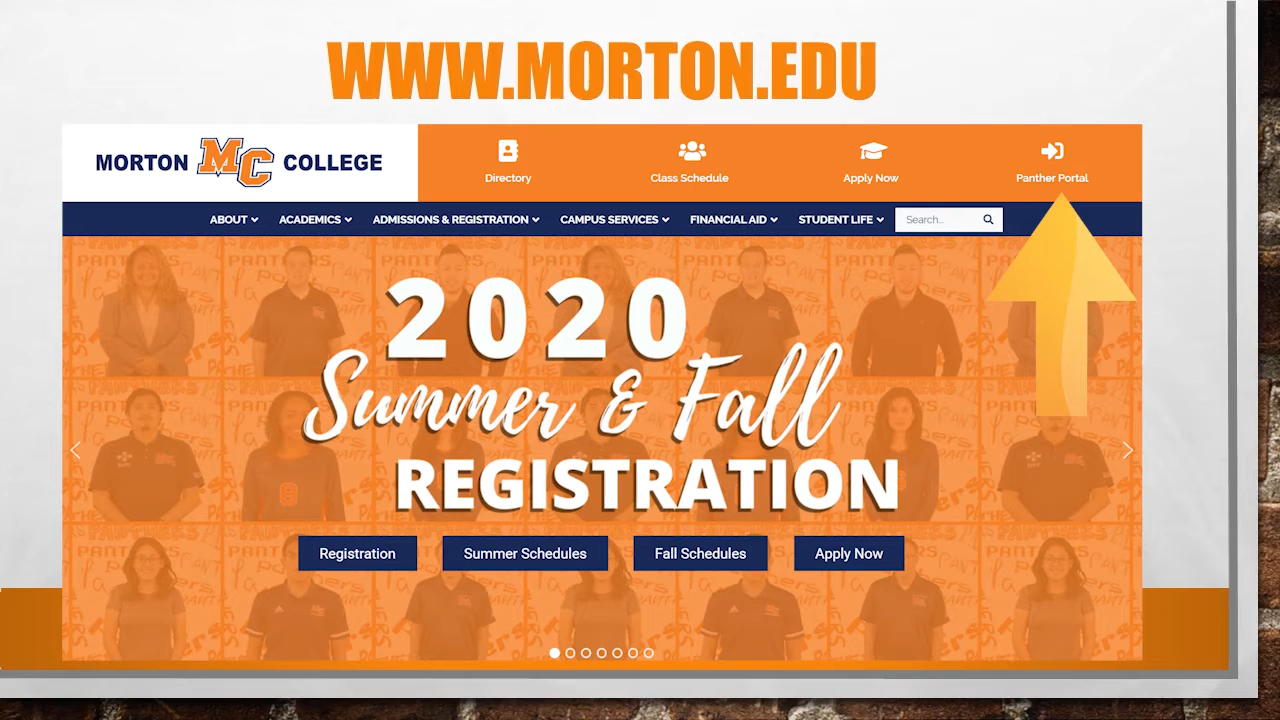 WWW.MORTON.EDU
MORTON MC COLLEGE
Directory
Class Schedule
Apply Now
Panther Portal
ABOUT
ACADEMICS
ADMISSIONS & REGISTRATION
CAMPUS SERVICES
FINANCIAL AID
STUDENT LIFE
Search...
2020
Summer & Fall
REGISTRATION
Registration
Summer Schedules
Fall Schedules
Apply Now